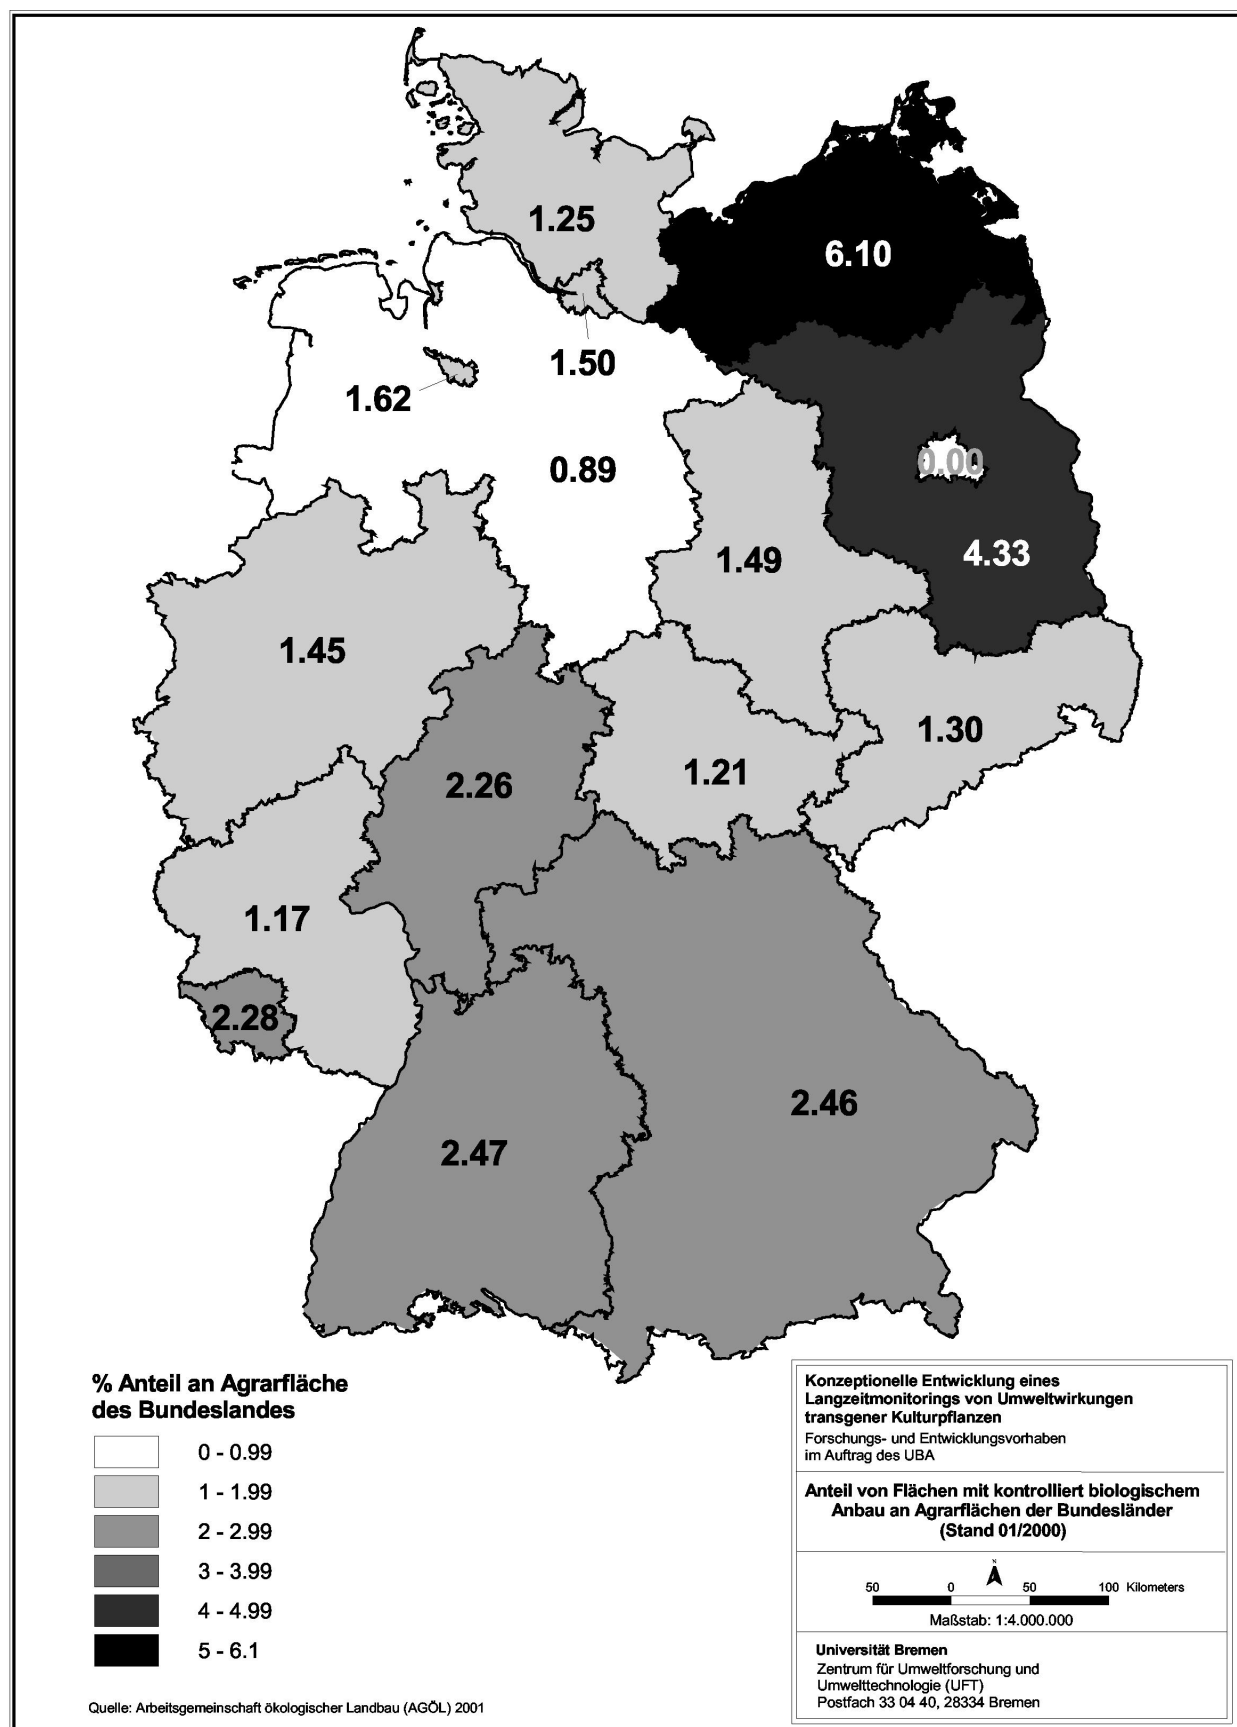 1.25
6.10
1.50
1.62
0.89
0.00
1.49
4.33
1.45
1.30
1.21
2.26
1.17
2.28
2.46
2.47
% Anteil an Agrarfläche
des Bundeslandes
0 - 0.99
1 - 1.99
2 - 2.99
3 - 3.99
4 - 4.99
5 - 6.1
Quelle: Arbeitsgemeinschaft ökologischer Landbau (AGÖL) 2001
Konzeptionelle Entwicklung eines
Langzeitmonitorings von Umweltwirkungen
transgener Kulturpflanzen
Forschungs- und Entwicklungsvorhaben
im Auftrag des UBA
Anteil von Flächen mit kontrolliert biologischem
Anbau an Agrarflächen der Bundesländer
(Stand 01/2000)
N
50 0 50 100 Kilometers
Maßstab: 1:4.000.000
Universität Bremen
Zentrum für Umweltforschung und
Umwelttechnologie (UFT)
Postfach 33 04 40, 28334 Bremen